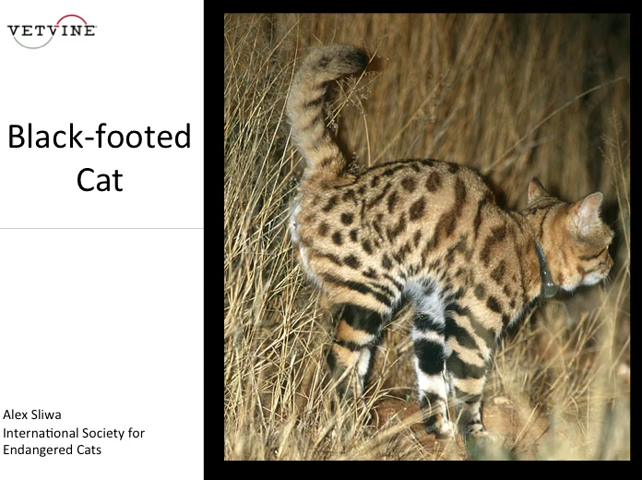 VETVINE
Black-footed
Cat
Alex Sliwa
International Society for
Endangered Cats